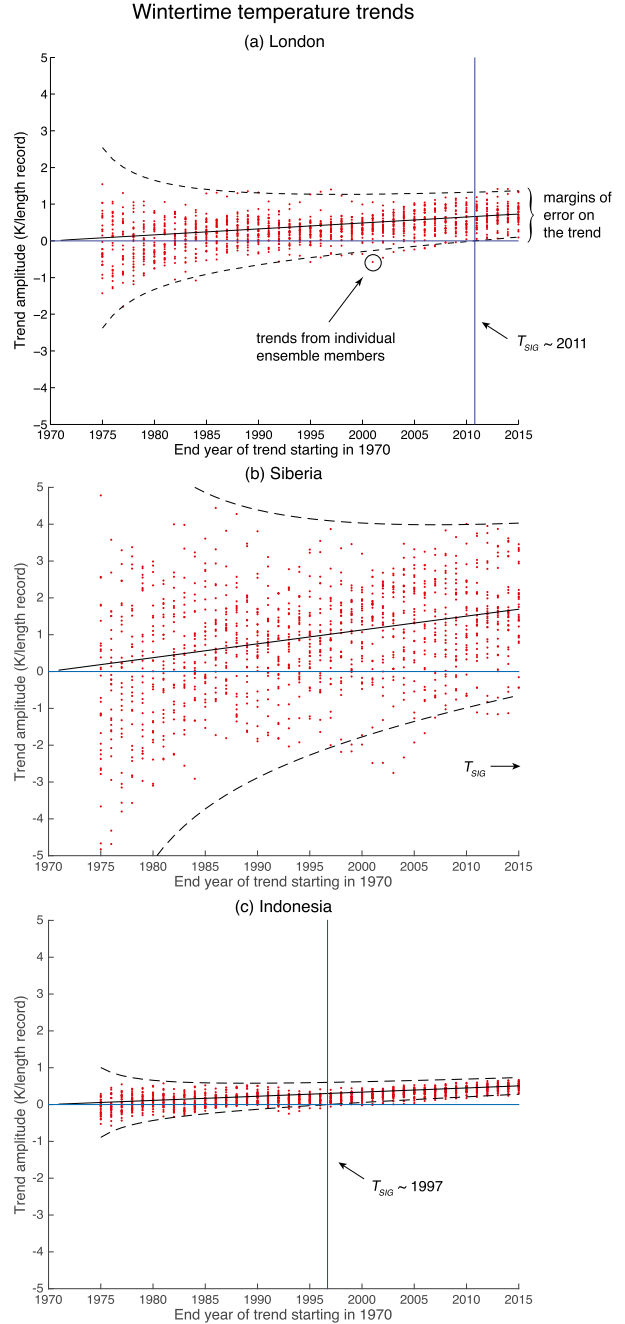 Wintertime temperature trends
(a) London
Trend amplitude (K/length record)
5
4
3
2
1
0
−1
−2
−3
−4
−5
margins of
error on
the trend
trends from individual
ensemble members
TSIG ~ 2011
1970 1975 1980 1985 1990 1995 2000 2005 2010 2015
End year of trend starting in 1970
(b) Siberia
Trend amplitude (K/length record)
5
4
3
2
1
0
-1
-2
-3
-4
-5
TSIG
1970 1975 1980 1985 1990 1995 2000 2005 2010 2015
End year of trend starting in 1970
(c) Indonesia
Trend amplitude (K/length record)
5
4
3
2
1
0
-1
-2
-3
-4
-5
TSIG ~ 1997
1970 1975 1980 1985 1990 1995 2000 2005 2010 2015
End year of trend starting in 1970